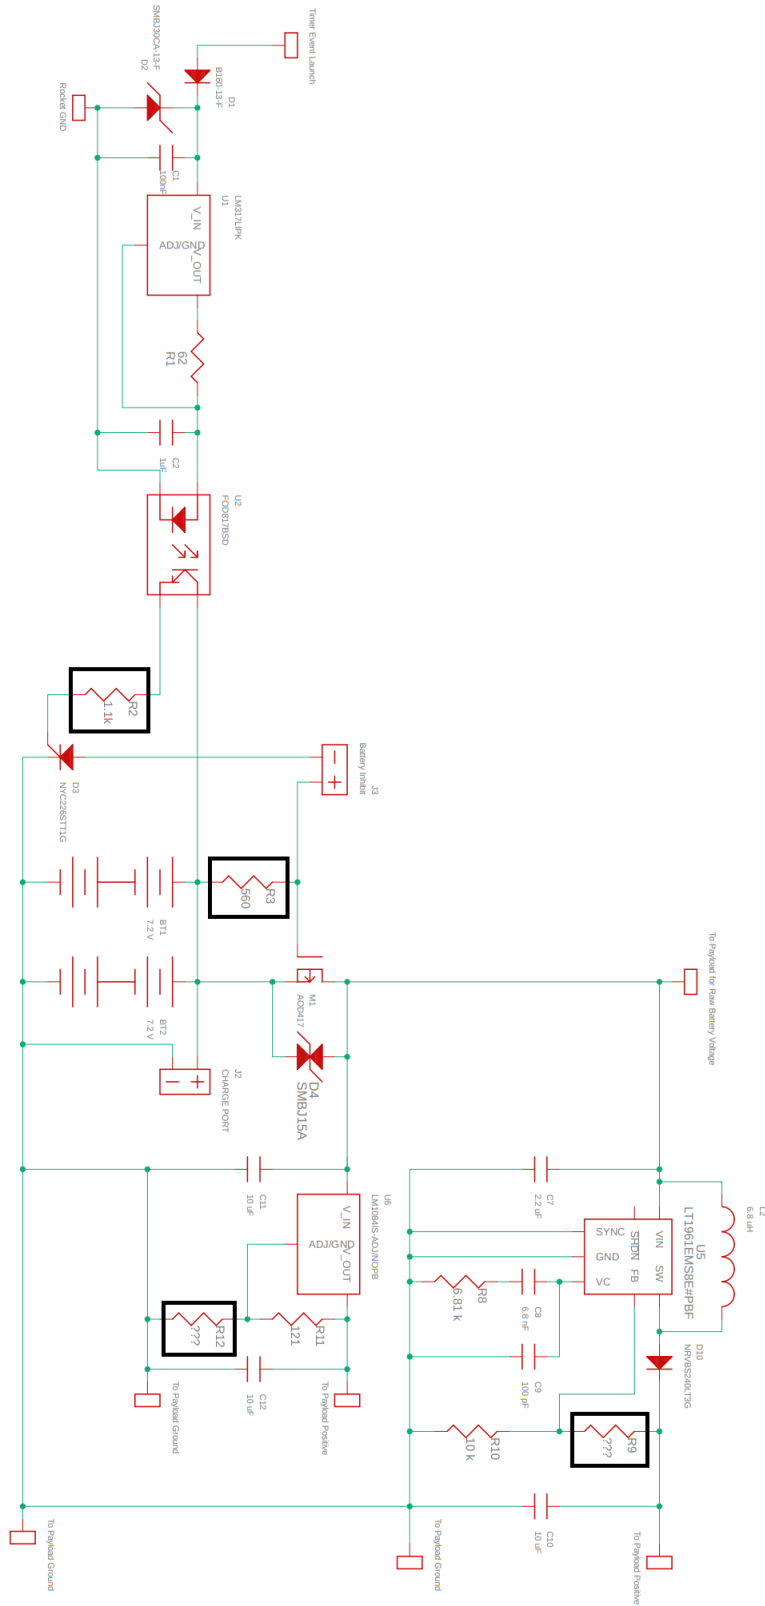 Timer Event Launch
SMBJ30CA-13-F
D2
B160-13-F
D1
Rocket GND
C1
100nF
U1
LM317LIPK
V_IN
ADJ/GND
V_OUT
62
R1
C2
1uF
U2
FOD817BSD
R2
1.1k
D3
NYC226STT1G
Battery Inhibit
J3
-
+
R3
560
BT1
7.2 V
BT2
7.2 V
M1
AOD417
D4
SMBJ15A
J2
CHARGE PORT
-
+
To Payload for Raw Battery Voltage
C11
10 uF
U6
LM1084IS-ADJ/NOPB
V_IN
ADJ/GND
V_OUT
R12
???
R11
121
C12
10 uF
To Payload Ground
To Payload Positive
C7
2.2 uF
L2
6.8 uH
U5
LT1961EMS8E#PBF
SYNC
SHDN
VIN
GND
FB
SW
VC
R8
6.81 k
C8
6.8 nF
C9
100 pF
D10
NRVBS240LT3G
R10
10 k
R9
???
C10
10 uF
To Payload Ground
To Payload Ground
To Payload Positive